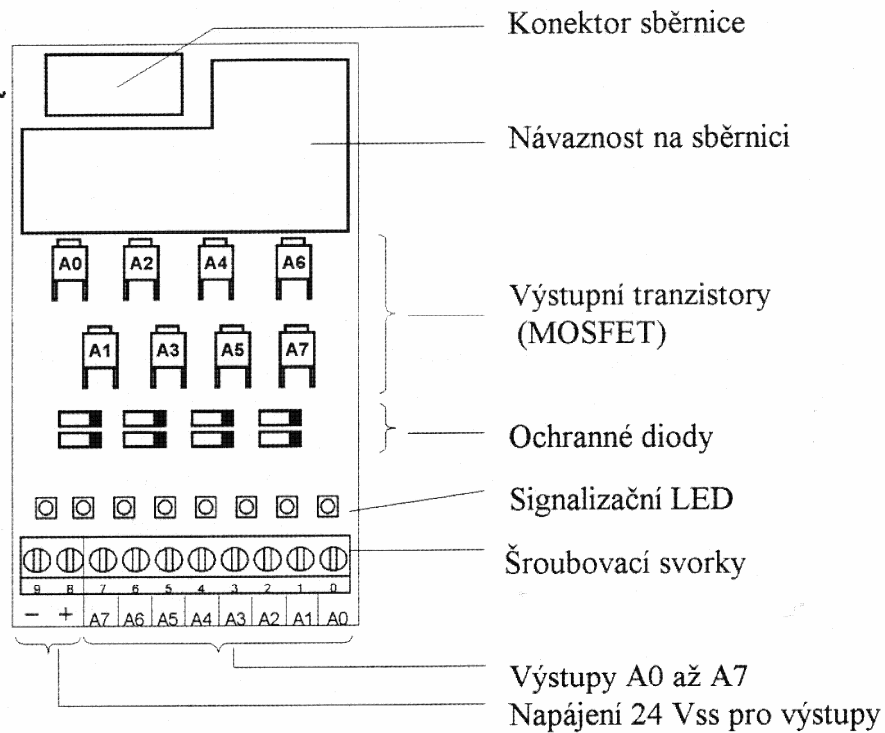 Konektor sběrnice
Návaznost na sběrnici
A0 A2 A4 A6
Výstupní tranzistory
(MOSFET)
A1 A3 A5 A7
Ochranné diody
Signalizační LED
Šroubovací svorky
9 8 7 6 5 4 3 2 1 0
− + A7 A6 A5 A4 A3 A2 A1 A0
Výstupy A0 až A7
Napájení 24 Vss pro výstupy